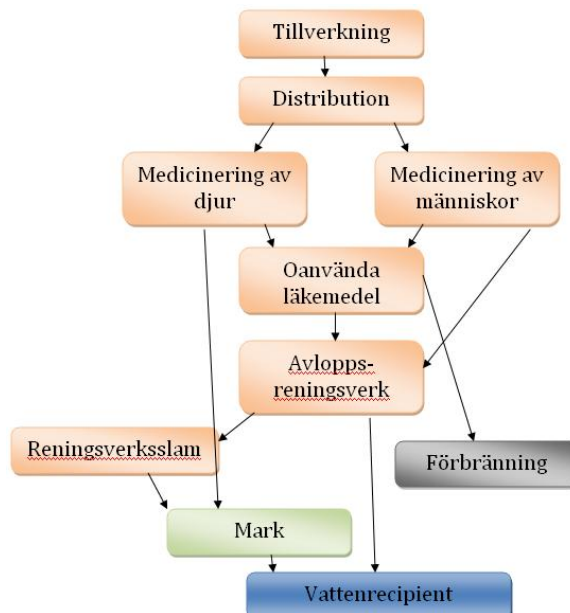 Tillverkning
Distribution
Medicinering av
djur
Medicinering av
människor
Oanvända
läkemedel
Avlopps-
reningsverk
Reningsverksslam
Förbränning
Mark
Vattenrecipient